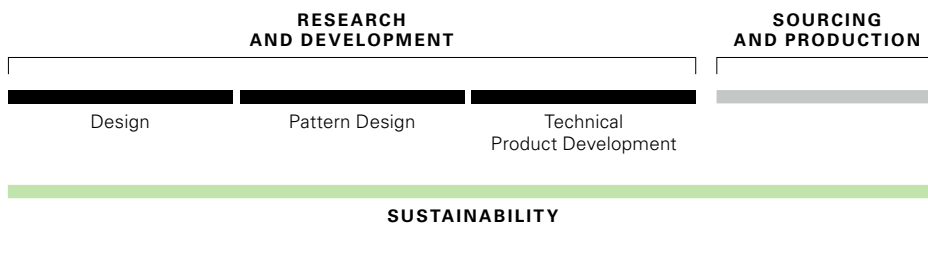 RESEARCH
AND DEVELOPMENT
SOURCING
AND PRODUCTION
Design
Pattern Design
Technical
Product Development
SUSTAINABILITY